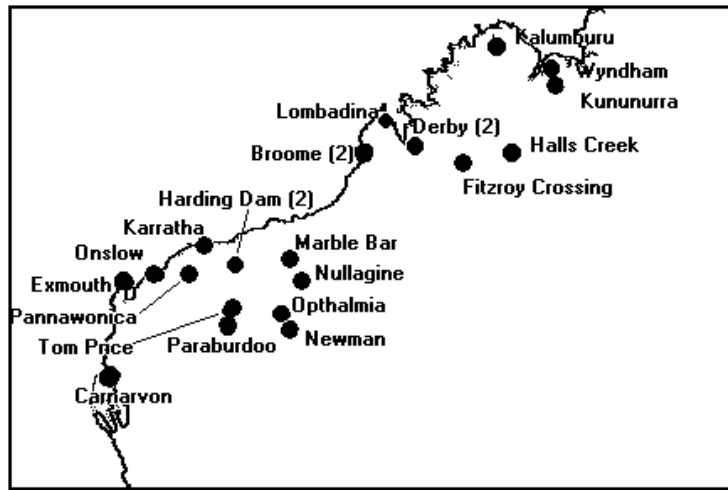 Kalumburu
Wyndham
Kununurra
Lombadina
Derby (2)
Broome (2)
Halls Creek
Fitzroy Crossing
Harding Dam (2)
Karratha
Marble Bar
Onslow
Nullagine
Exmouth
Pannawonica
Opthalmia
Tom Price
Paraburdoo
Newman
Carnarvon